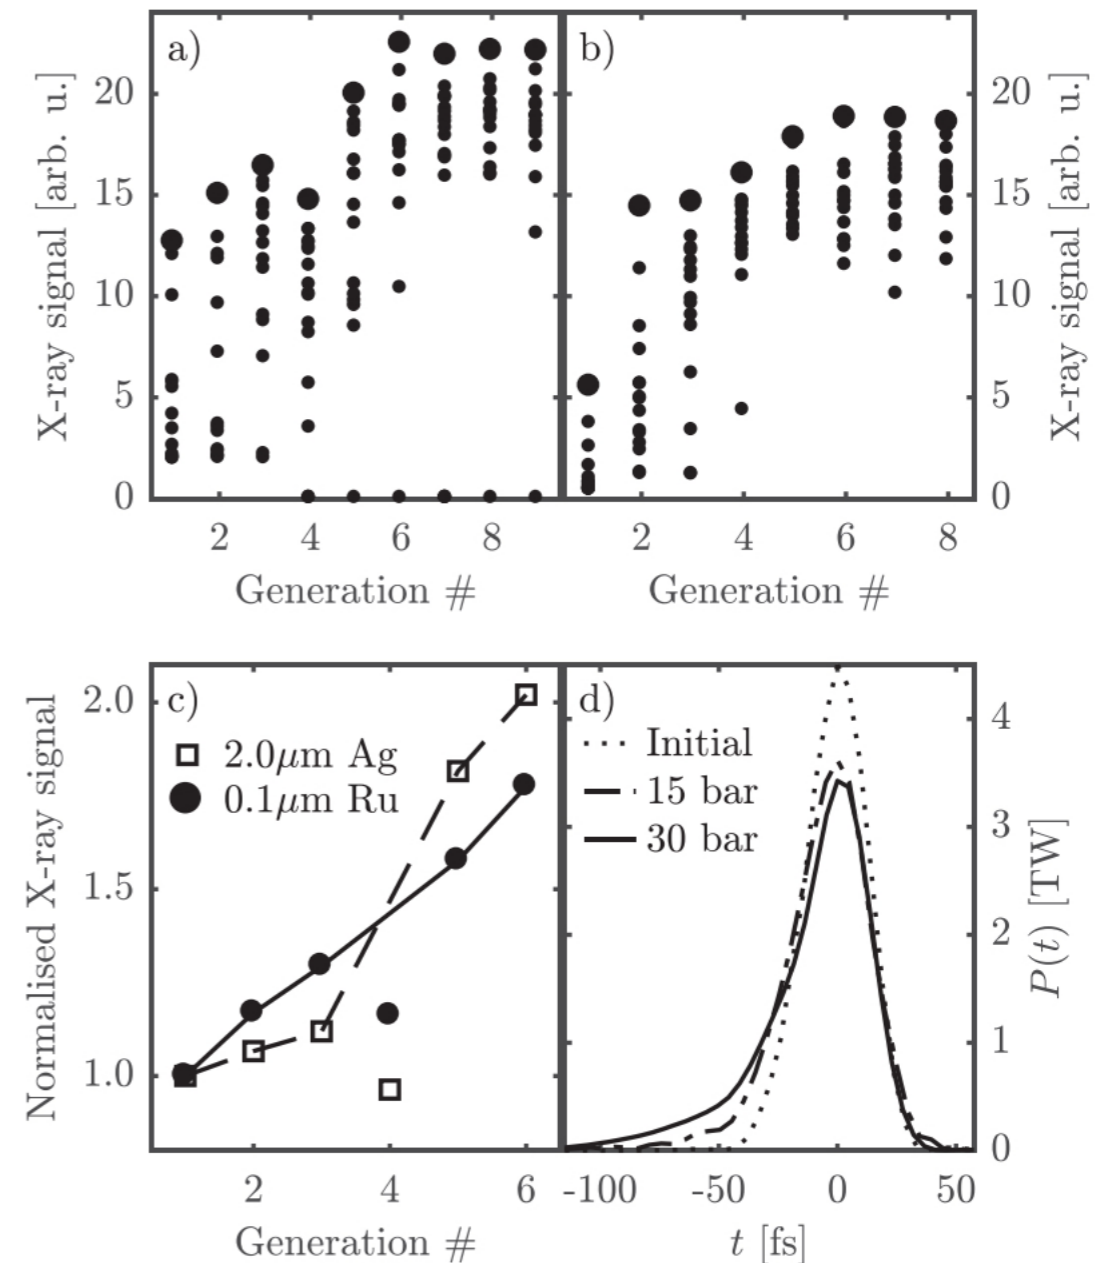 a)
X-ray signal [arb. u.]
20
15
10
5
0
2 4 6 8
Generation #
b)
20
15
10
5
0
X-ray signal [arb. u.]
2 4 6 8
Generation #
c)
Normalised X-ray signal
2.0
1.5
1.0
2.0μm Ag
0.1μm Ru
2 4 6
Generation #
d)
Initial
15 bar
30 bar
4
3
2
1
0
P(t) [TW]
-100 -50 0 50
t [fs]